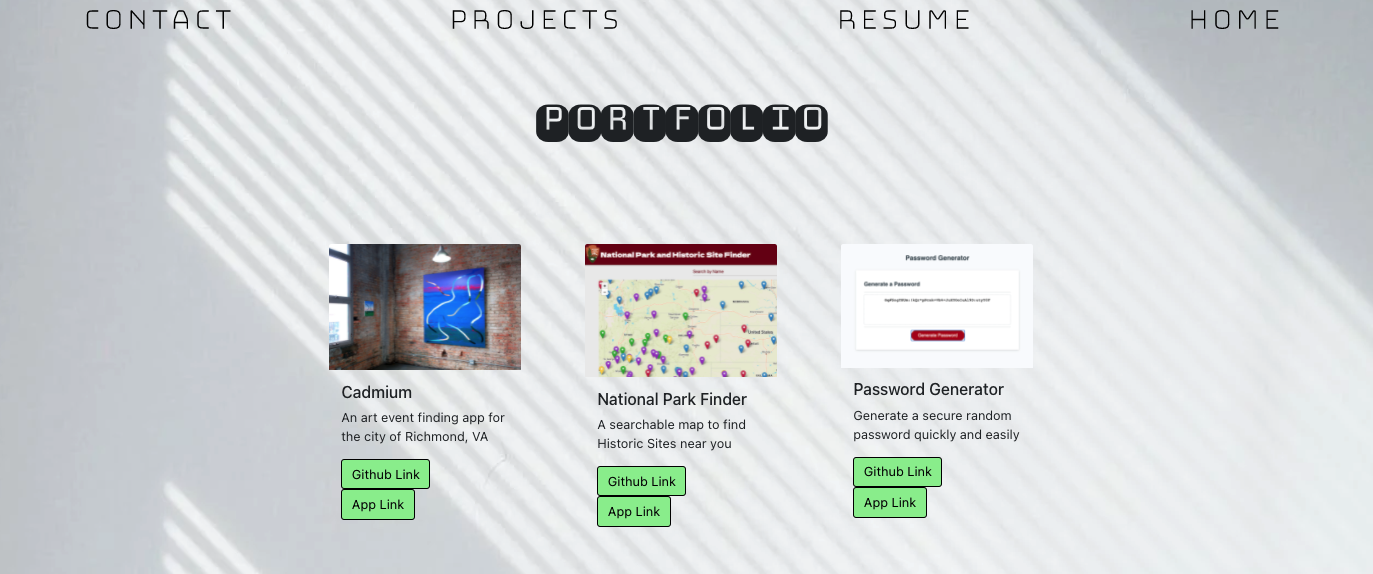 CONTACT PROJECTS RESUME HOME
PORTFOLIO
National Park and Historic Site Finder
Search by Name
United States
Password Generator
Generate a Password
Generate Password
Cadmium
An art event finding app for
the city of Richmond, VA
Github Link
App Link
National Park Finder
A searchable map to find
Historic Sites near you
Github Link
App Link
Password Generator
Generate a secure random
password quickly and easily
Github Link
App Link